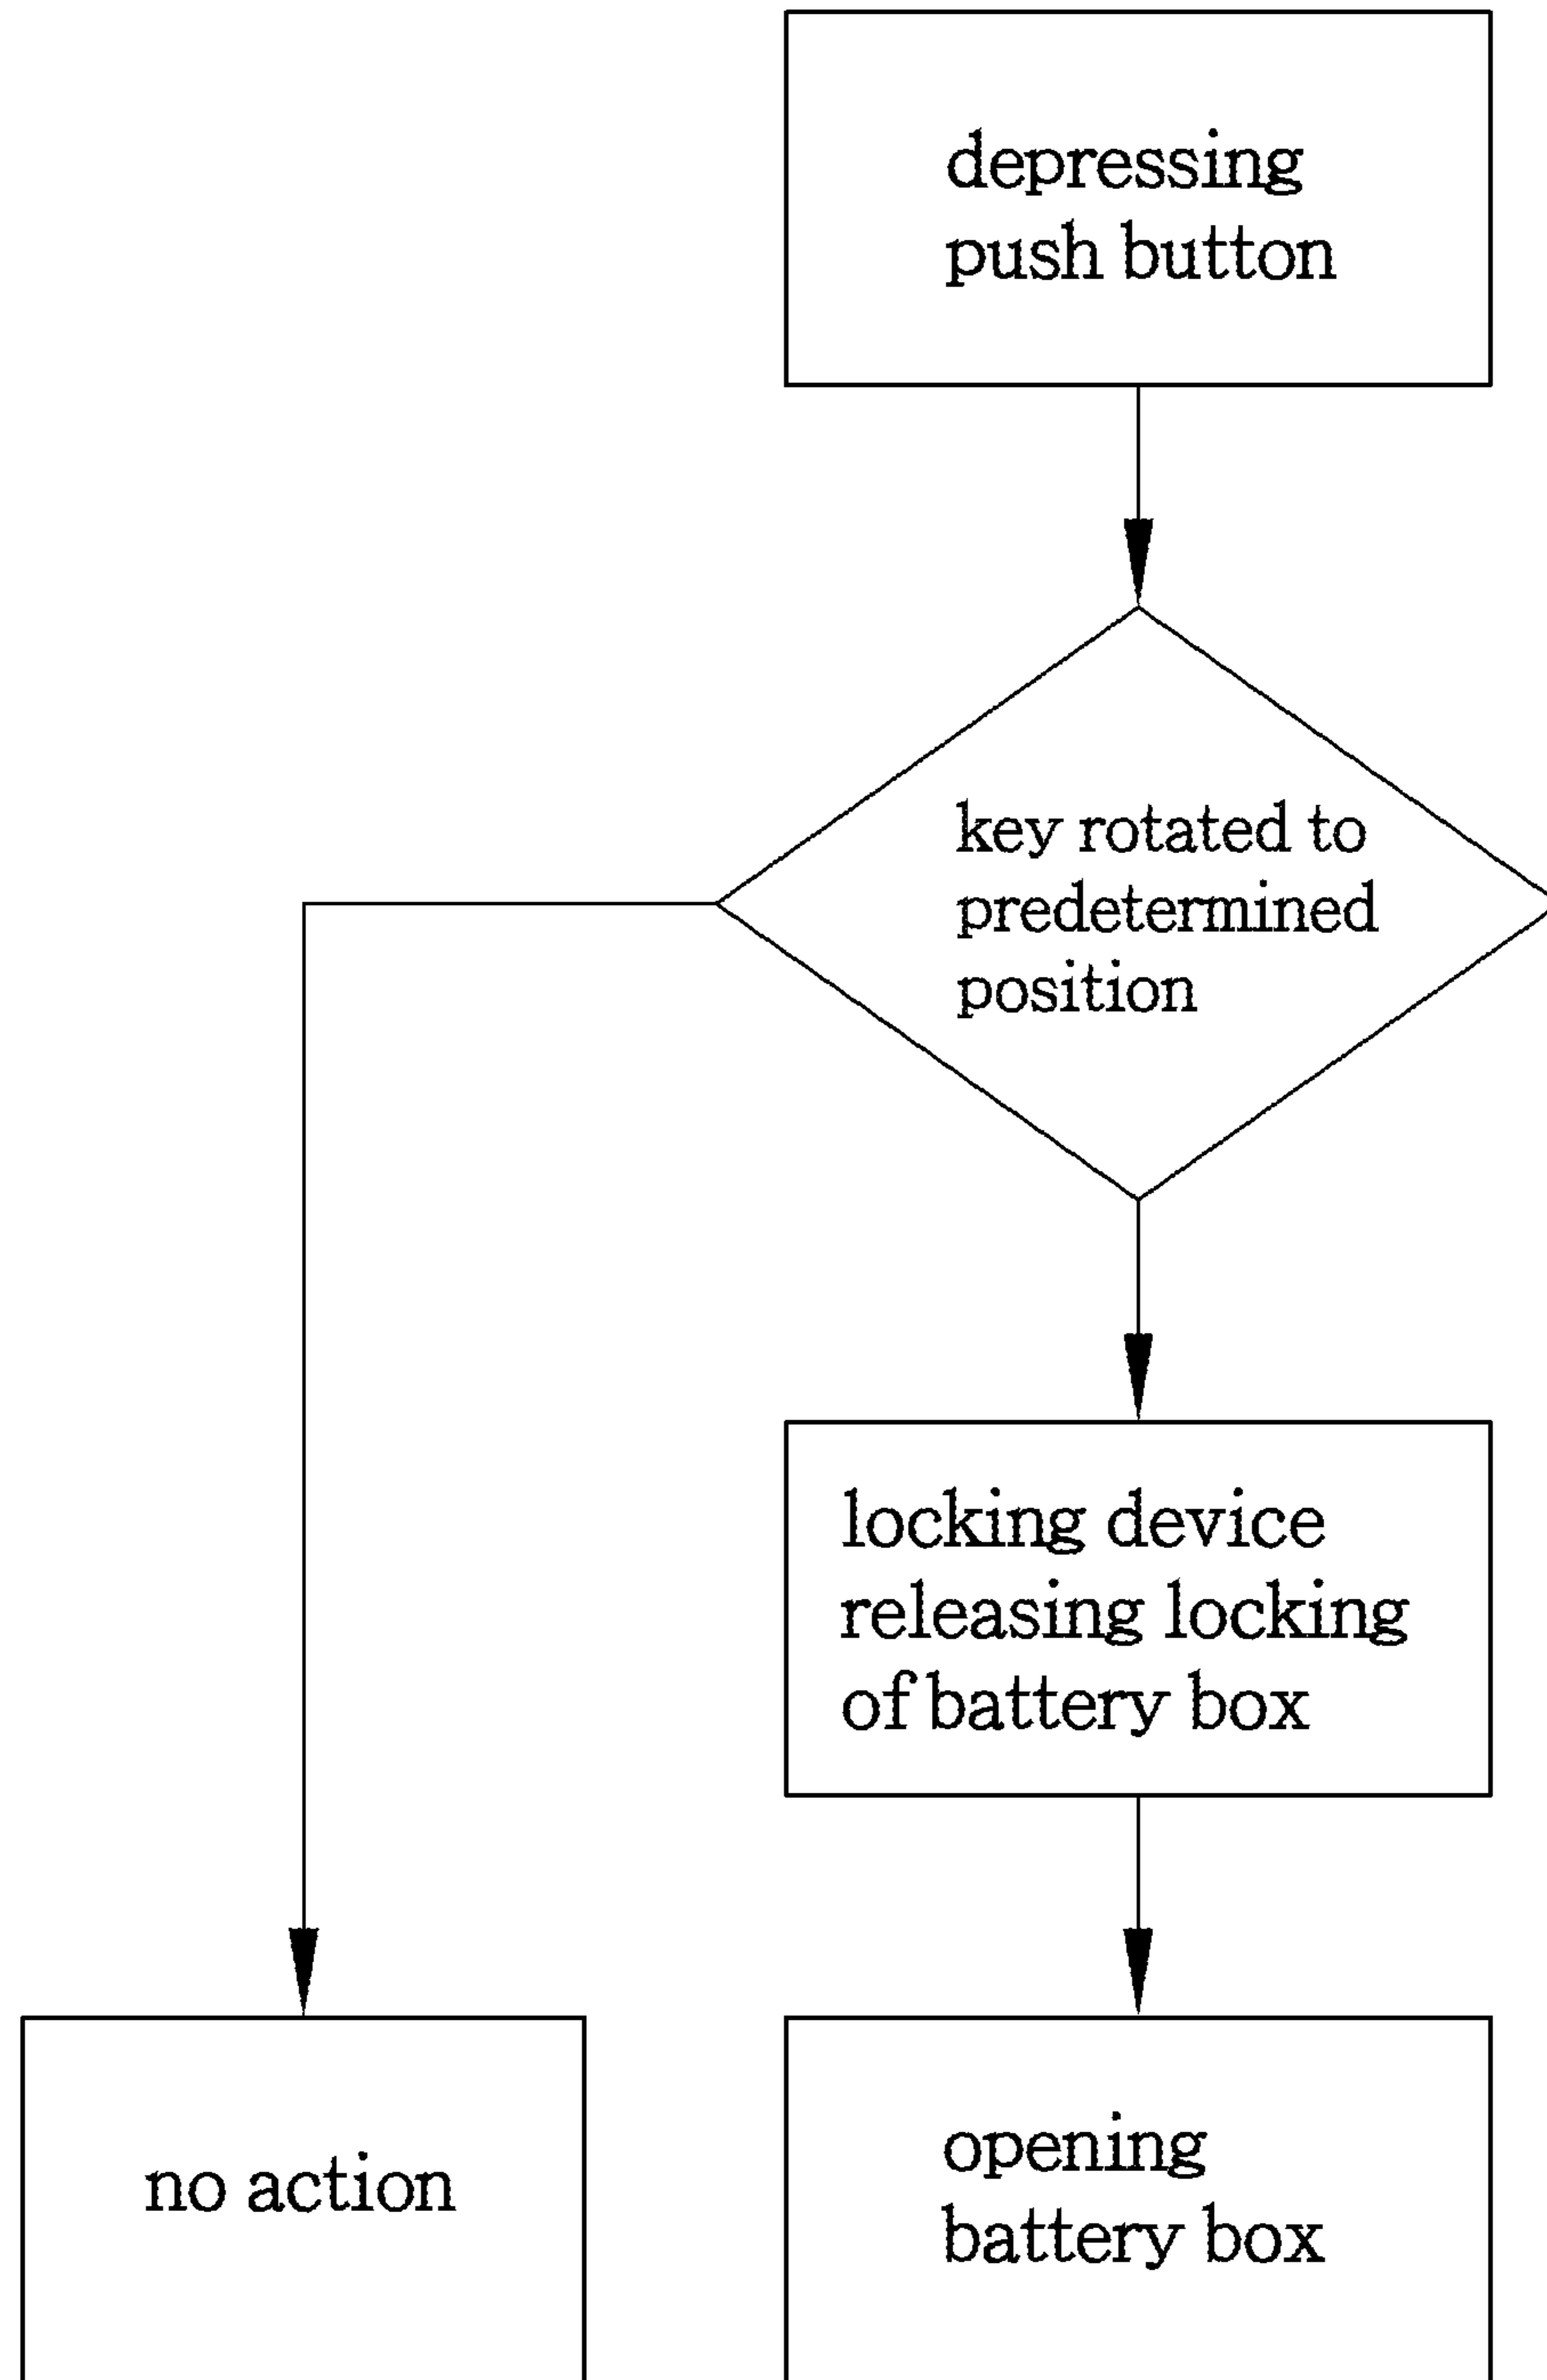 depressing
push button
key rotated to
predetermined
position
locking device
releasing locking
of battery box
no action
opening
battery box